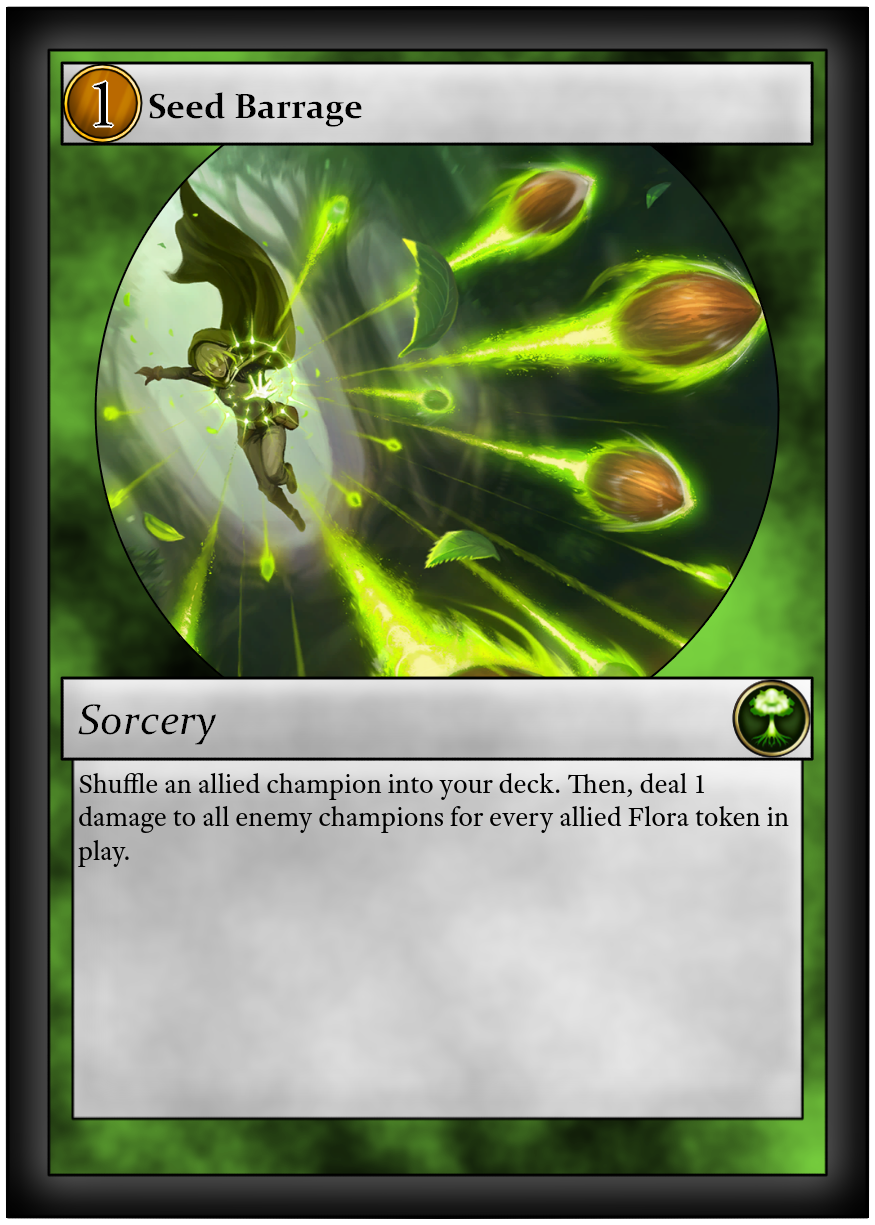 1
Seed Barrage
Sorcery
Shuffle an allied champion into your deck. Then, deal 1
damage to all enemy champions for every allied Flora token in
play.